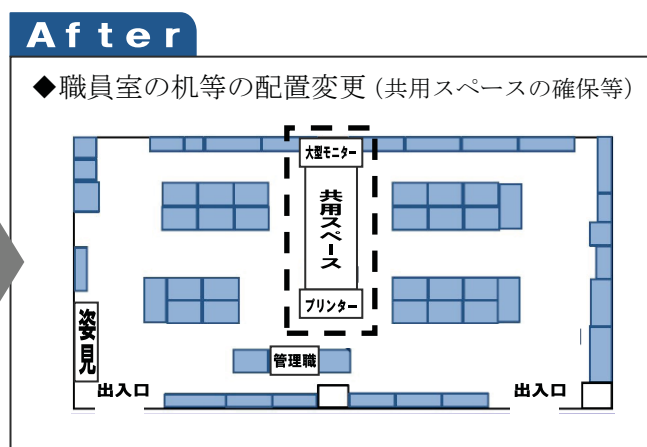 After
◆職員室の机等の配置変更（共用スペースの確保等）
大型モニター
共用スペース
プリンター
姿見
管理職
出入口
出入口